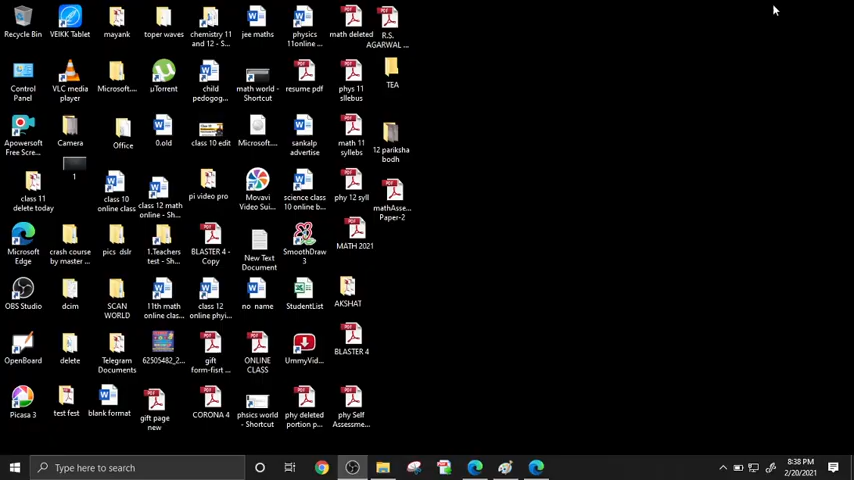 Recycle Bin
VEIKK Tablet
mayank
toper waves
chemistry 11
and 12 - S...
jee maths
physics
11online ...
math deleted
R.S.
AGARWAL ...
Control
Panel
VLC media
player
Microsoft....
µTorrent
child
pedogog...
math world -
Shortcut
resume pdf
phys 11
sllebus
TEA
Apowersoft
Free Scre...
Camera
Office
0.old
class 10 edit
Microsoft....
sankalp
advertise
math 11
syllebs
12 pariksha
bodh
class 11
delete today
1
class 10
online class
class 12 math
online - Sh...
pi video pro
Movavi
Video Sui...
science class
10 online b...
phy 12 syll
mathAsse...
Paper-2
Microsoft
Edge
crash course
by master ...
pics dslr
1.Teachers
test - Sh...
BLASTER 4 -
Copy
New Text
Document
SmoothDraw
3
MATH 2021
OBS Studio
dcim
SCAN
WORLD
11th math
online clas...
class 12
online phyi...
no name
StudentList
AKSHAT
OpenBoard
delete
Telegram
Documents
62505482_2...
gift
form-fisrt ...
ONLINE
CLASS
UmmyVid...
BLASTER 4
Picasa 3
test fest
blank format
gift page
new
CORONA 4
phsics world
- Shortcut
phy deleted
portion p...
phy Self
Assessme...
Type here to search
8:38 PM
2/20/2021